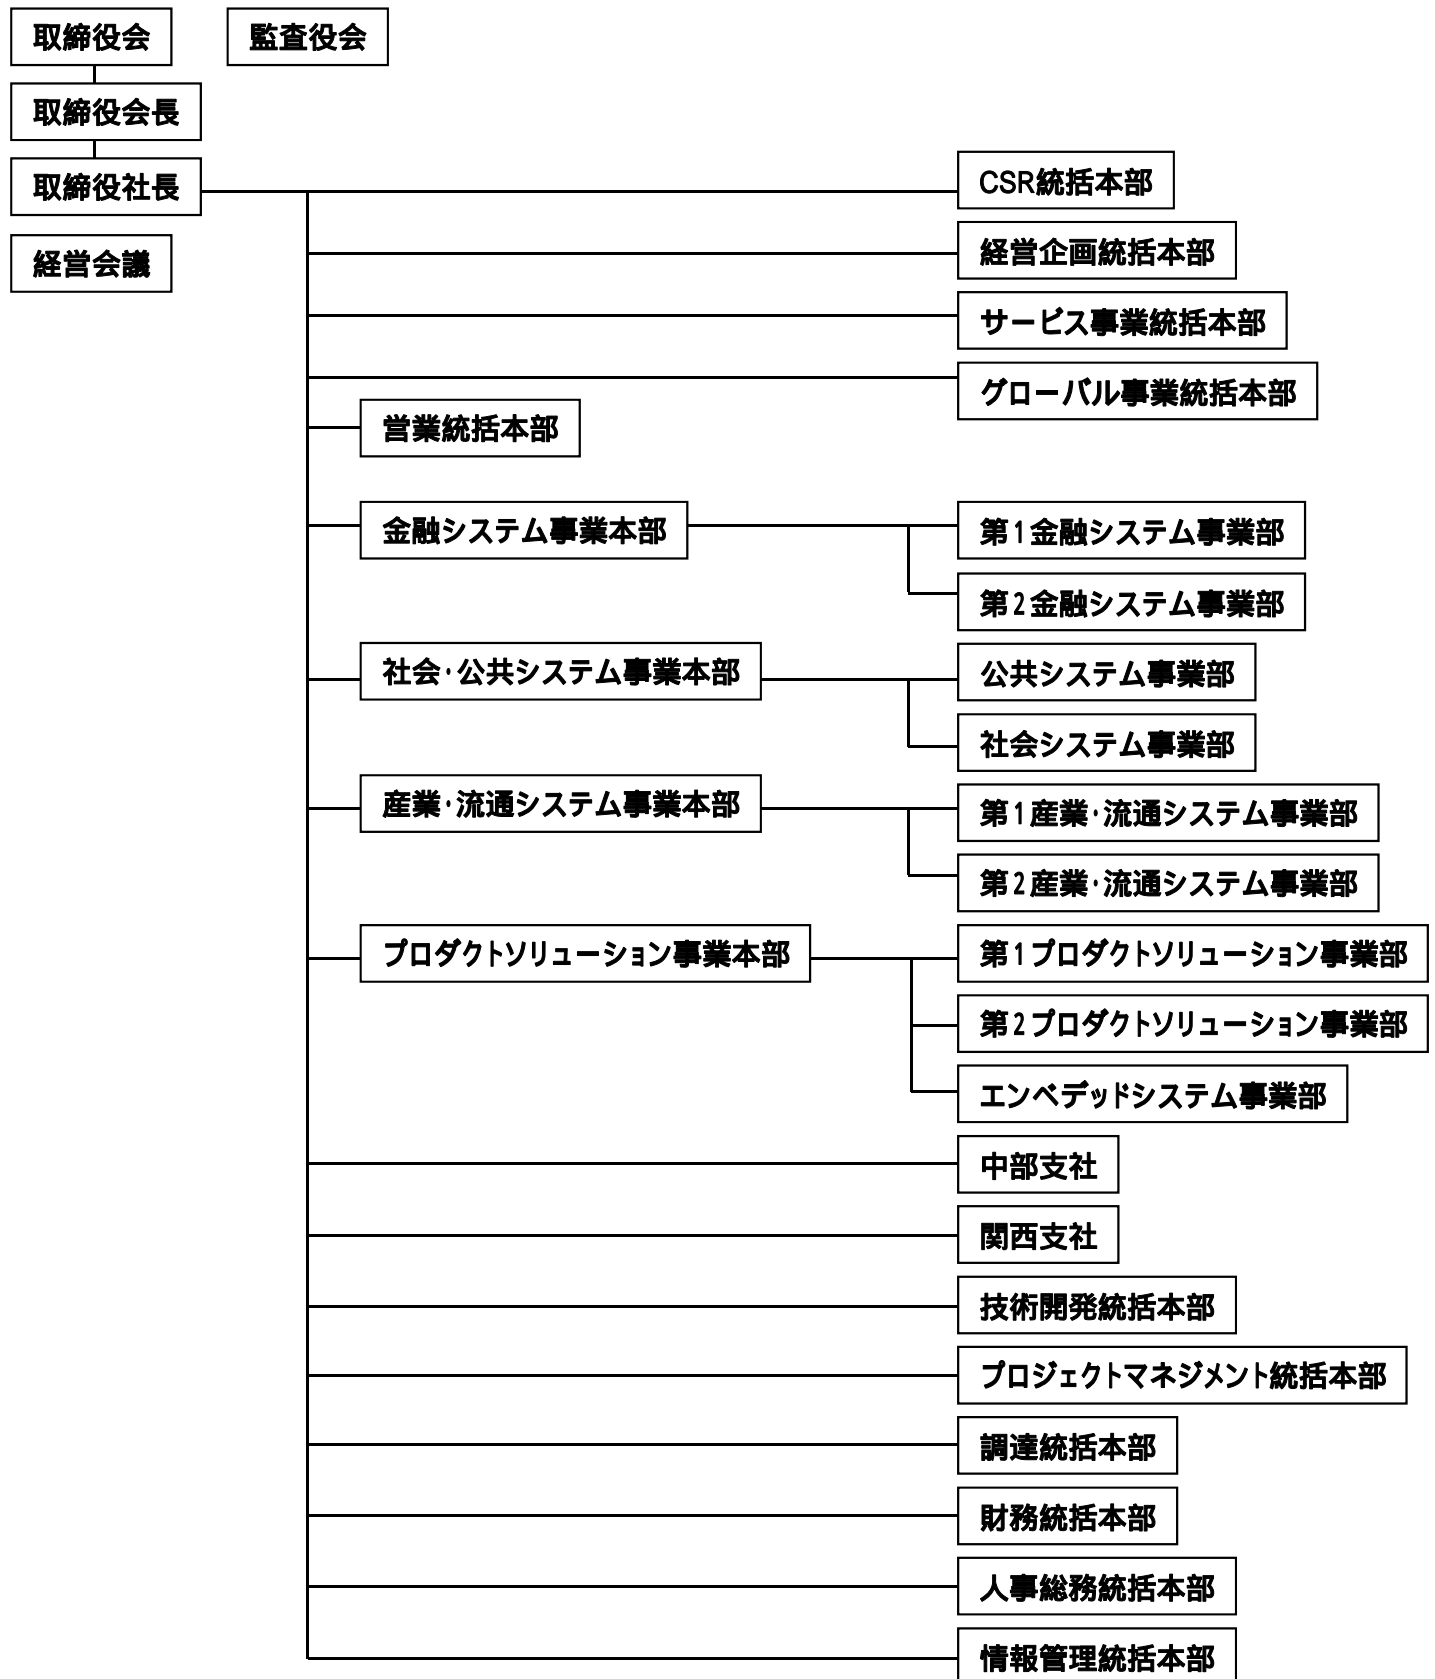 取締役会
監査役会
取締役会長
取締役社長
経営会議
CSR統括本部
経営企画統括本部
サービス事業統括本部
グローバル事業統括本部
営業統括本部
金融システム事業本部
第1金融システム事業部
第2金融システム事業部
社会・公共システム事業本部
公共システム事業部
社会システム事業部
産業・流通システム事業本部
第1産業・流通システム事業部
第2産業・流通システム事業部
プロダクトソリューション事業本部
第1プロダクトソリューション事業部
第2プロダクトソリューション事業部
エンベデッドシステム事業部
中部支社
関西支社
技術開発統括本部
プロジェクトマネジメント統括本部
調達統括本部
財務統括本部
人事総務統括本部
情報管理統括本部